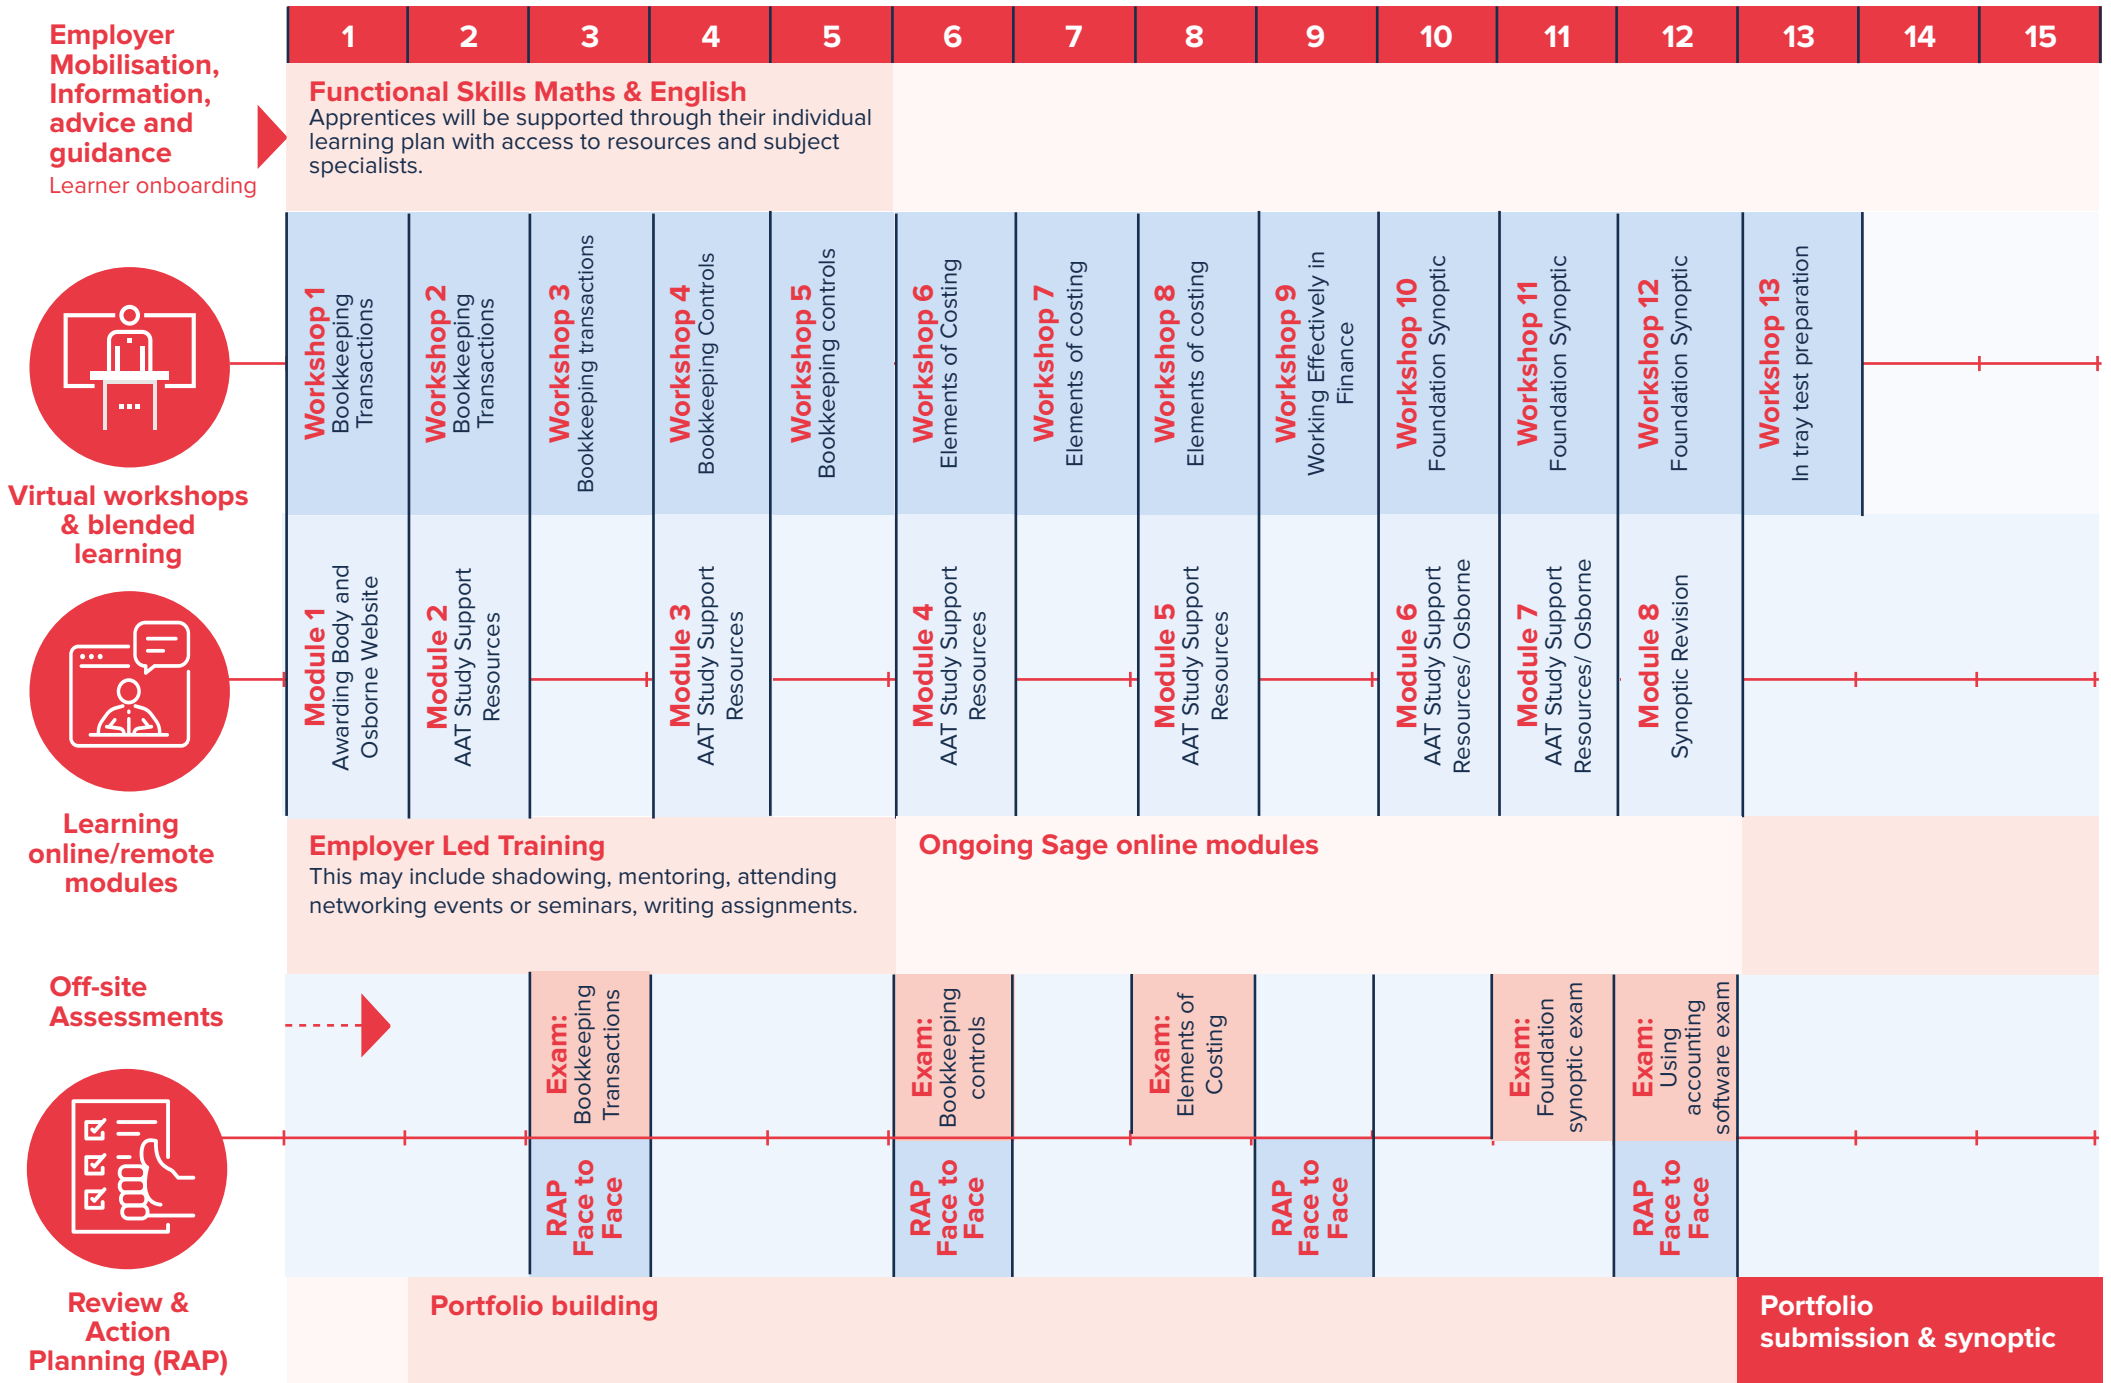 Employer
Mobilisation,
Information,
advice and
guidance
Learner onboarding
1
2
3
4
5
6
7
8
9
10
11
12
13
14
15
Functional Skills Maths & English
Apprentices will be supported through their individual
learning plan with access to resources and subject
specialists.
Virtual workshops
& blended
learning
Workshop 1
Bookkeeping
Transactions
Workshop 2
Bookkeeping
Transactions
Workshop 3
Bookkeeping transactions
Workshop 4
Bookkeeping Controls
Workshop 5
Bookkeeping controls
Workshop 6
Elements of Costing
Workshop 7
Elements of costing
Workshop 8
Elements of costing
Workshop 9
Working Effectively in
Finance
Workshop 10
Foundation Synoptic
Workshop 11
Foundation Synoptic
Workshop 12
Foundation Synoptic
Workshop 13
In tray test preparation
Learning
online/remote
modules
Module 1
Awarding Body and
Osborne Website
Module 2
AAT Study Support
Resources
Module 3
AAT Study Support
Resources
Module 4
AAT Study Support
Resources
Module 5
AAT Study Support
Resources
Module 6
AAT Study Support
Resources/ Osborne
Module 7
AAT Study Support
Resources/ Osborne
Module 8
Synoptic Revision
Employer Led Training
This may include shadowing, mentoring, attending
networking events or seminars, writing assignments.
Ongoing Sage online modules
Off-site
Assessments
Exam:
Bookkeeping
Transactions
Exam:
Bookkeeping
controls
Exam:
Elements of
Costing
Exam:
Foundation
synoptic exam
Exam:
Using
accounting
software exam
Review &
Action
Planning (RAP)
RAP
Face to
Face
RAP
Face to
Face
RAP
Face to
Face
RAP
Face to
Face
Portfolio building
Portfolio
submission & synoptic